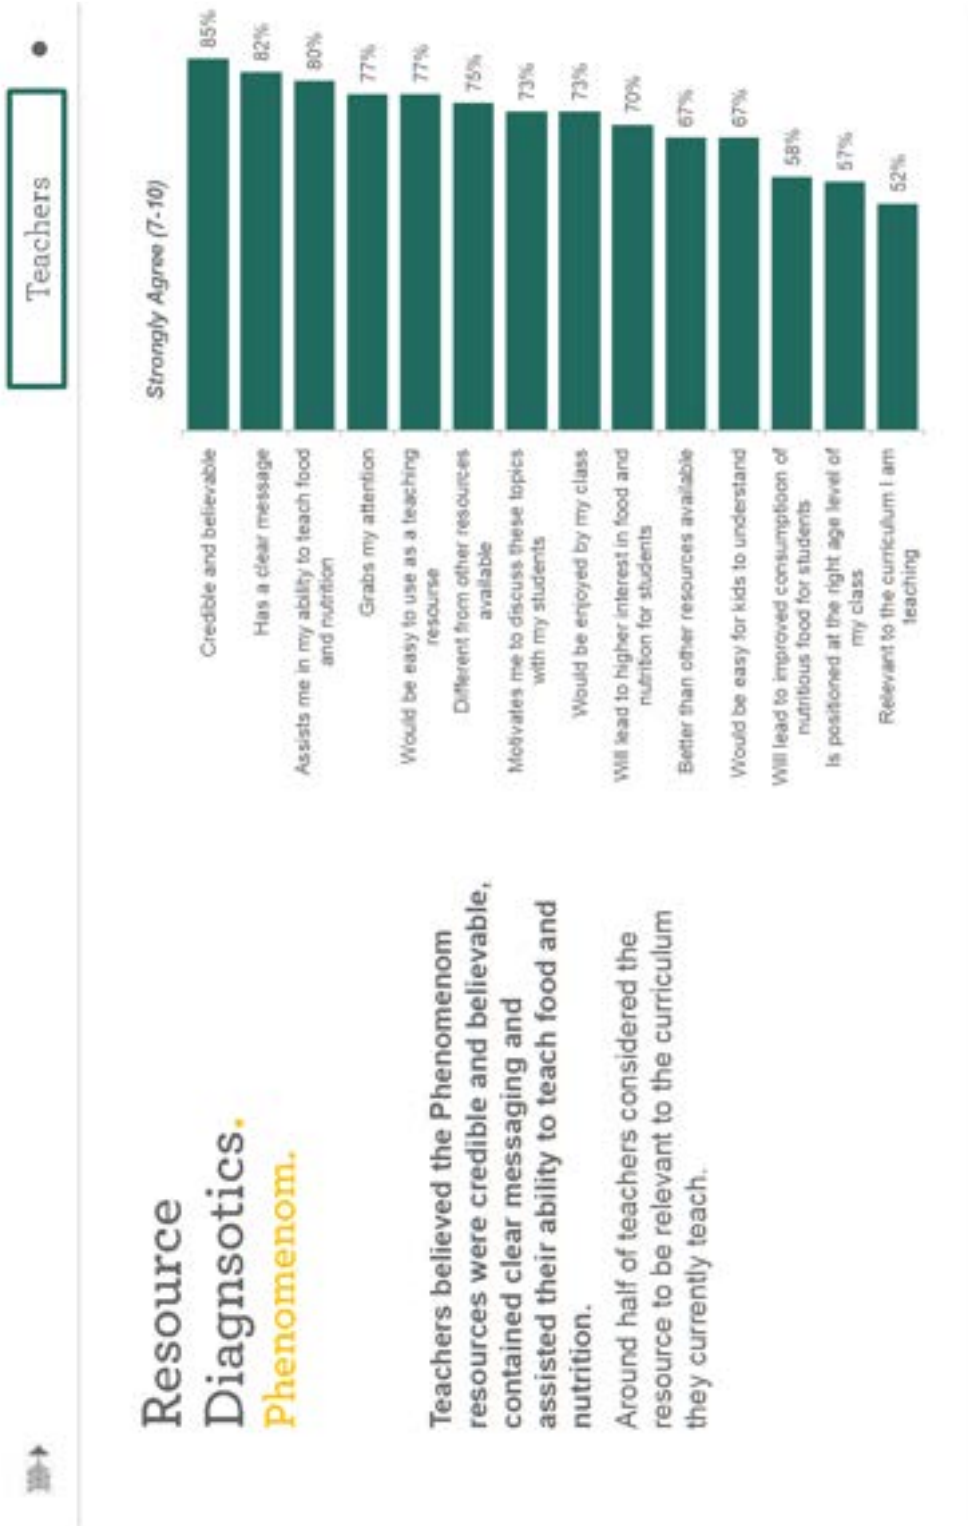 Teachers
Resource
Diagnsotics.
Phenomenom.
Teachers believed the Phenomenom
resources were credible and believable,
contained clear messaging and
assisted their ability to teach food and
nutrition.
Around half of teachers considered the
resource to be relevant to the curriculum
they currently teach.
Strongly Agree (7-10)
Credible and believable
85%
Has a clear message
82%
Assists me in my ability to teach food
and nutrition
80%
Grabs my attention
77%
Would be easy to use as a teaching
resourse
77%
Different from other resources
available
75%
Motivates me to discuss these topics
with my students
73%
Would be enjoyed by my class
73%
Will lead to higher interest in food and
nutrition for students
70%
Better than other resources available
67%
Would be easy for kids to understand
67%
Will lead to improved consumption of
nutritious food for students
58%
Is positioned at the right age level of
my class
57%
Relevant to the curriculum I am
teaching
52%